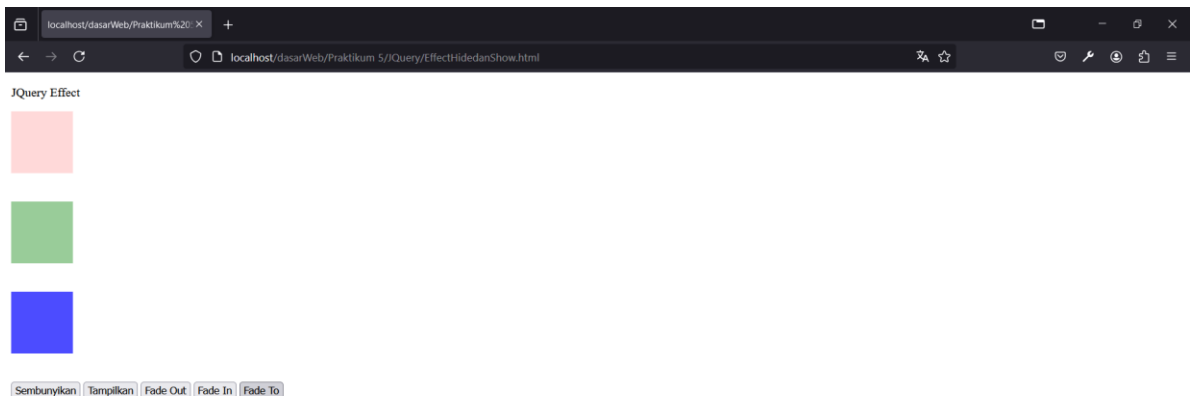 localhost/dasarWeb/Praktikum%20
localhost/dasarWeb/Praktikum 5/JQuery/EffectHidedanShow.html
JQuery Effect
Sembunyikan Tampilkan Fade Out Fade In Fade To